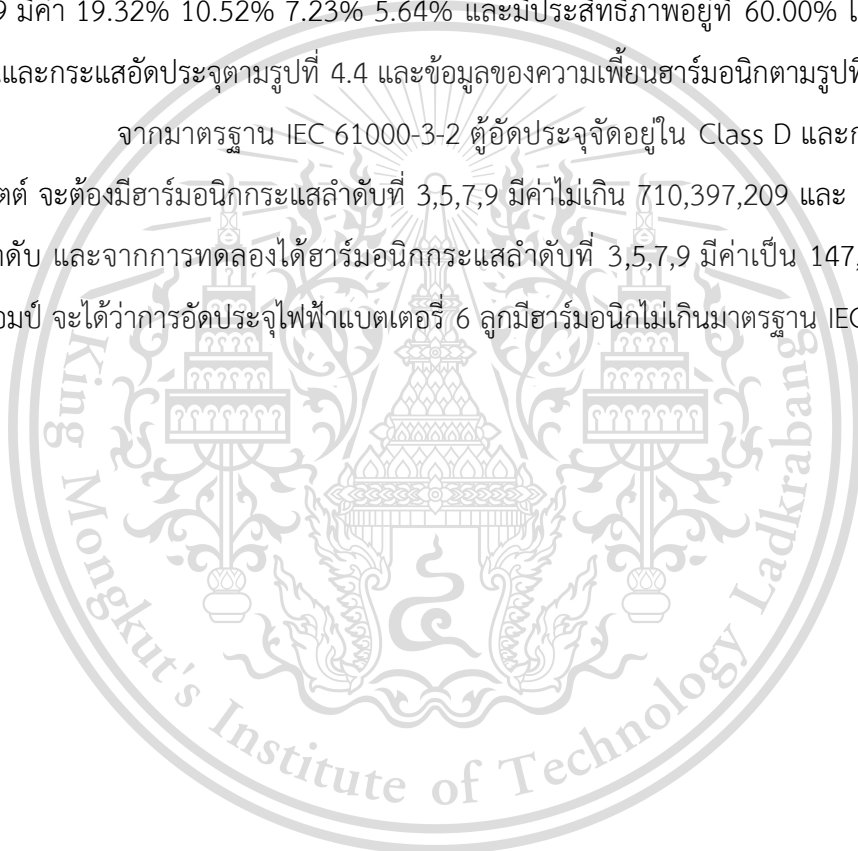 9 มีค่า 19.32% 10.52% 7.23% 5.64% และมีประสิทธิภาพอยู่ที่ 60.00%
และกระแสอัดประจุตามรูปที่ 4.4 และข้อมูลของความเพี้ยนฮาร์มอนิกตามรูปที่
จากมาตรฐาน IEC 61000-3-2 ตู้อัดประจุจัดอยู่ใน Class D และ
จะต้องมีฮาร์มอนิกกระแสลำดับที่ 3,5,7,9 มีค่าไม่เกิน 710,397,209 และ
และจากการทดลองได้ฮาร์มอนิกกระแสลำดับที่ 3,5,7,9 มีค่าเป็น 147,
จะได้ว่าการอัดประจุไฟฟ้าแบตเตอรี่ 6 ลูกมีฮาร์มอนิกไม่เกินมาตรฐาน IEC
King Mongkut's Institute of Technology Ladkrabang